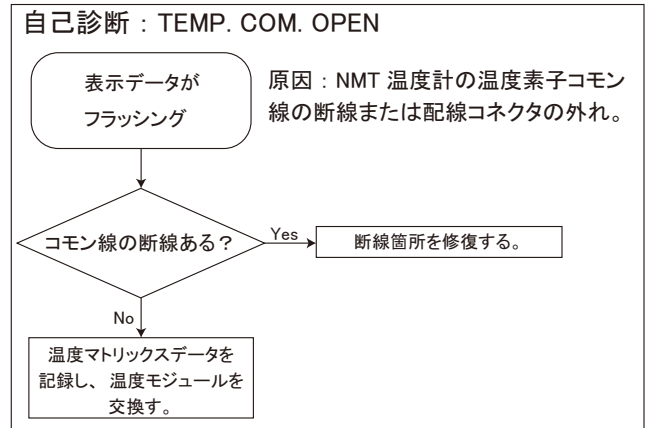 自己診断：TEMP. COM. OPEN
表示データが
フラッシング
原因：NMT 温度計の温度素子コモン
線の断線または配線コネクタの外れ。
コモン線の断線ある？
Yes
断線箇所を修復する。
No
温度マトリックスデータを
記録し、温度モジュールを
交換す。